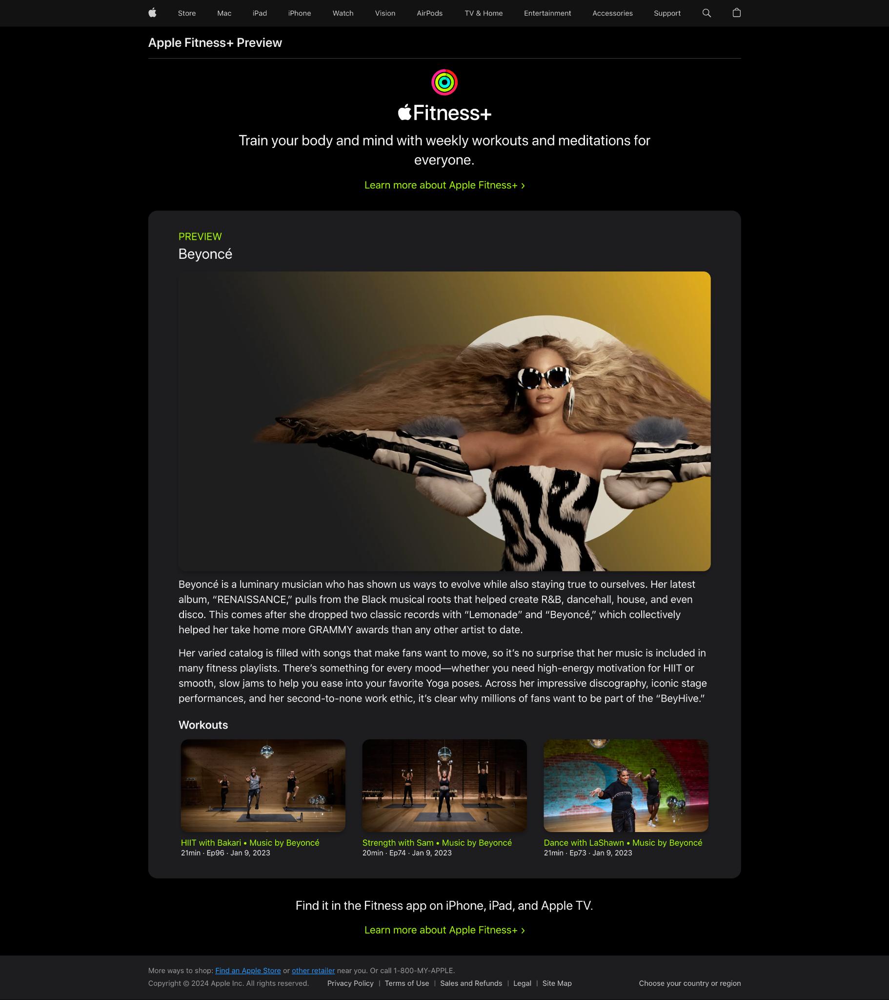 Store Mac iPad iPhone Watch Vision AirPods TV & Home Entertainment Accessories Support
Apple Fitness+ Preview
Fitness+
Train your body and mind with weekly workouts and meditations for
everyone.
Learn more about Apple Fitness+ ›
PREVIEW
Beyoncé
Beyoncé is a luminary musician who has shown us ways to evolve while also staying true to ourselves. Her latest
album, “RENAISSANCE,” pulls from the Black musical roots that helped create R&B, dancehall, house, and even
disco. This comes after she dropped two classic records with “Lemonade” and “Beyoncé,” which collectively
helped her take home more GRAMMY awards than any other artist to date.
Her varied catalog is filled with songs that make fans want to move, so it’s no surprise that her music is included in
many fitness playlists. There’s something for every mood—whether you need high-energy motivation for HIIT or
smooth, slow jams to help you ease into your favorite Yoga poses. Across her impressive discography, iconic stage
performances, and her second-to-none work ethic, it’s clear why millions of fans want to be part of the “BeyHive.”
Workouts
HIIT with Bakari • Music by Beyoncé
21min · Ep96 · Jan 9, 2023
Strength with Sam • Music by Beyoncé
20min · Ep74 · Jan 9, 2023
Dance with LaShawn • Music by Beyoncé
21min · Ep73 · Jan 9, 2023
Find it in the Fitness app on iPhone, iPad, and Apple TV.
Learn more about Apple Fitness+ ›
More ways to shop: Find an Apple Store or other retailer near you. Or call 1-800-MY-APPLE.
Copyright © 2024 Apple Inc. All rights reserved. Privacy Policy | Terms of Use | Sales and Refunds | Legal | Site Map Choose your country or region